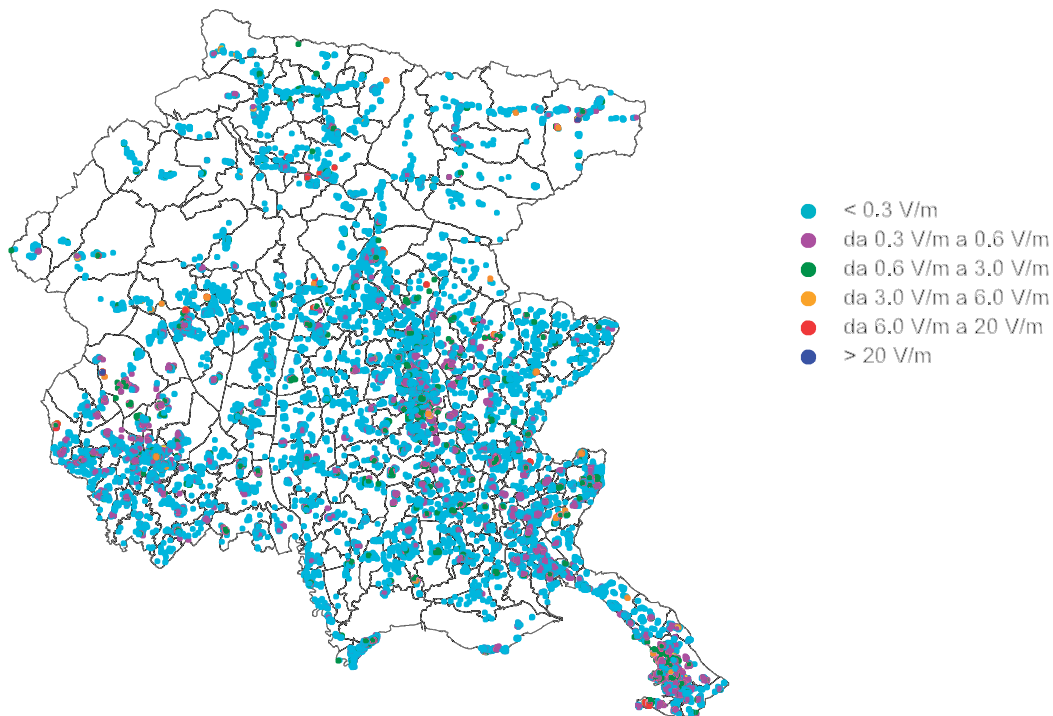 < 0.3 V/m
da 0.3 V/m a 0.6 V/m
da 0.6 V/m a 3.0 V/m
da 3.0 V/m a 6.0 V/m
da 6.0 V/m a 20 V/m
> 20 V/m